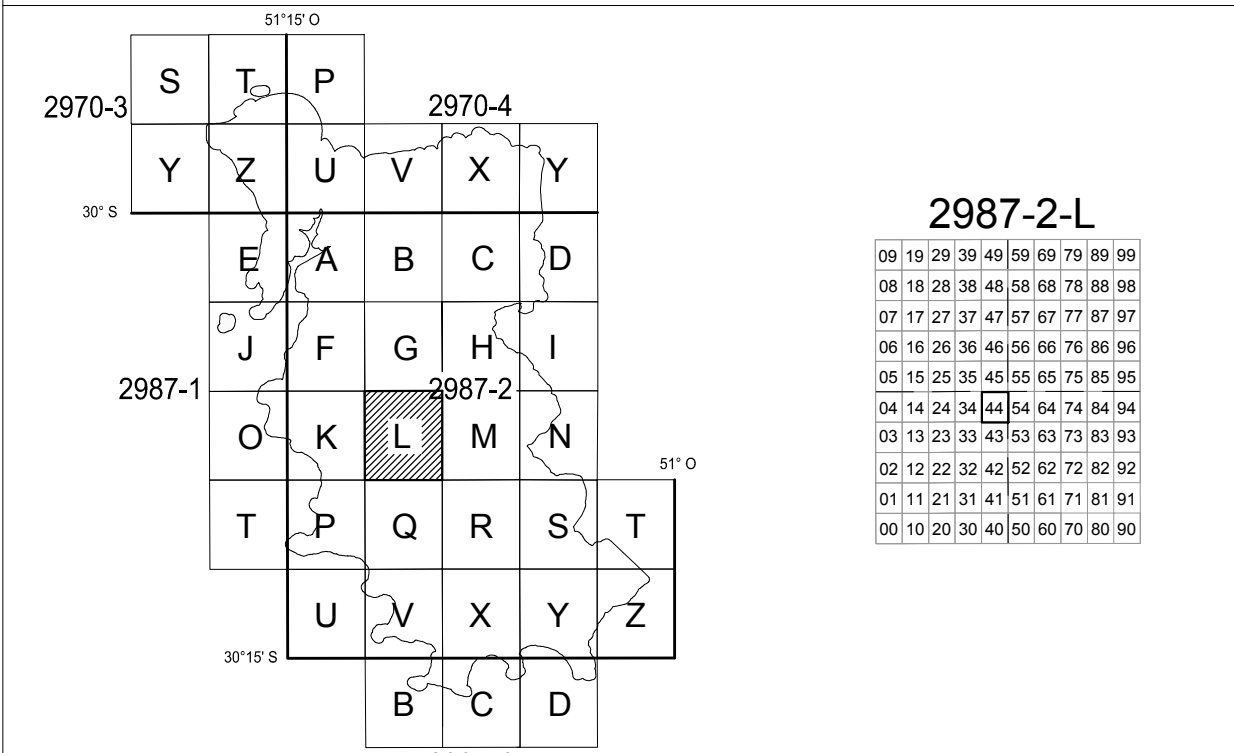 51°15' O
S T P
2970-3
2970-4
Y Z U V X Y
30° S
E A B C D
J F G H I
2987-1
2987-2
O K L M N
51° O
T P Q R S T
U V X Y Z
30°15' S
B C D
2987-2-L
09 19 29 39 49 59 69 79 89 99
08 18 28 38 48 58 68 78 88 98
07 17 27 37 47 57 67 77 87 97
06 16 26 36 46 56 66 76 86 96
05 15 25 35 45 55 65 75 85 95
04 14 24 34 44 54 64 74 84 94
03 13 23 33 43 53 63 73 83 93
02 12 22 32 42 52 62 72 82 92
01 11 21 31 41 51 61 71 81 91
00 10 20 30 40 50 60 70 80 90